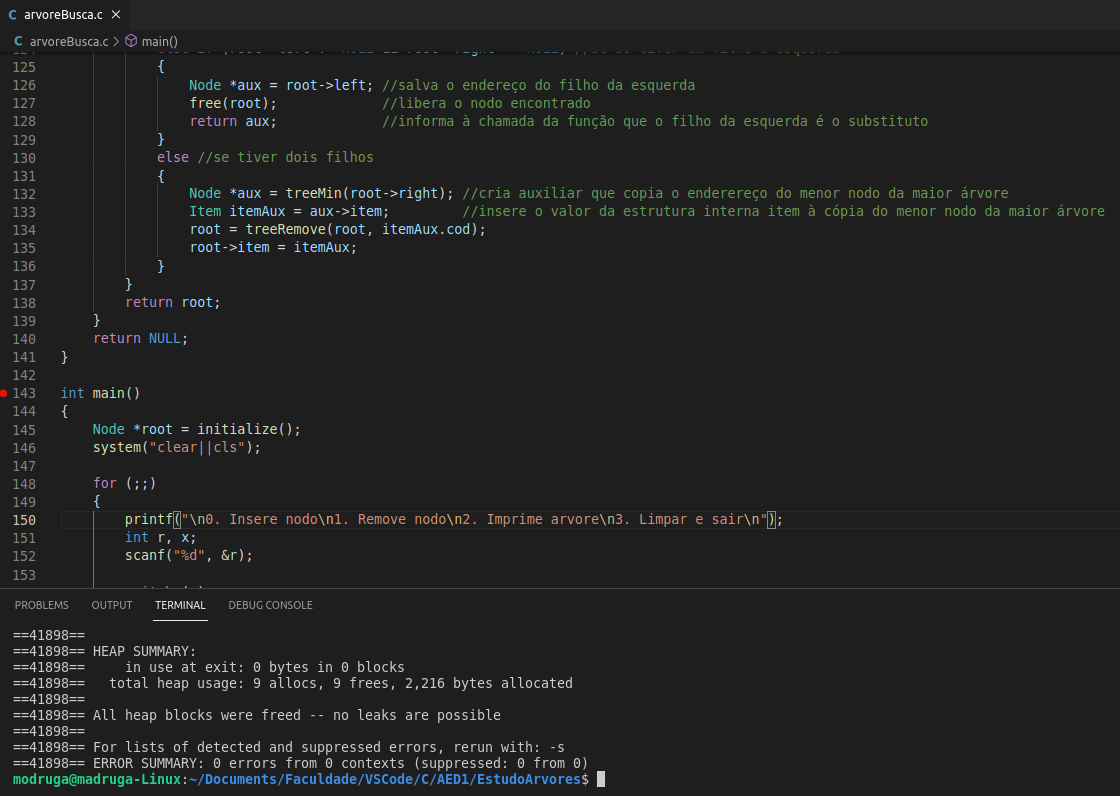 arvoreBusca.c
arvoreBusca.c > main()
125 {
126 Node *aux = root->left; //salva o endereço do filho da esquerda
127 free(root); //libera o nodo encontrado
128 return aux; //informa à chamada da função que o filho da esquerda é o substituto
129 }
130 else //se tiver dois filhos
131 {
132 Node *aux = treeMin(root->right); //cria auxiliar que copia o enderereço do menor nodo da maior árvore
133 Item itemAux = aux->item; //insere o valor da estrutura interna item à cópia do menor nodo da maior árvore
134 root = treeRemove(root, itemAux.cod);
135 root->item = itemAux;
136 }
137 }
138 return root;
139 }
140 return NULL;
141 }
142
143 int main()
144 {
145 Node *root = initialize();
146 system("clear||cls");
147
148 for (;;)
149 {
150 printf("\n0. Insere nodo\n1. Remove nodo\n2. Imprime arvore\n3. Limpar e sair\n");
151 int r, x;
152 scanf("%d", &r);
153
PROBLEMS OUTPUT TERMINAL DEBUG CONSOLE
==41898==
==41898== HEAP SUMMARY:
==41898== in use at exit: 0 bytes in 0 blocks
==41898== total heap usage: 9 allocs, 9 frees, 2,216 bytes allocated
==41898==
==41898== All heap blocks were freed -- no leaks are possible
==41898==
==41898== For lists of detected and suppressed errors, rerun with: -s
==41898== ERROR SUMMARY: 0 errors from 0 contexts (suppressed: 0 from 0)
modruga@madruga-Linux:~/Documents/Faculdade/VSCode/C/AED1/EstudoArvores$